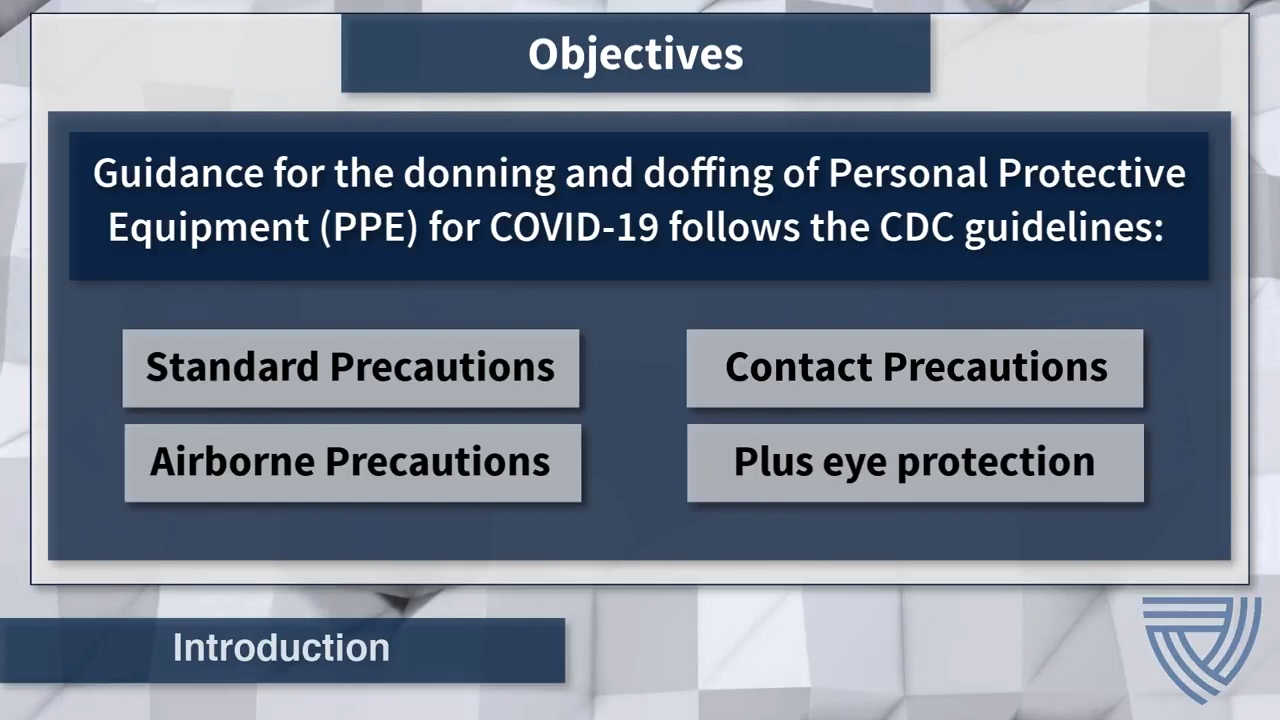 Objectives
Guidance for the donning and doffing of Personal Protective
Equipment (PPE) for COVID-19 follows the CDC guidelines:
Standard Precautions
Contact Precautions
Airborne Precautions
Plus eye protection
Introduction